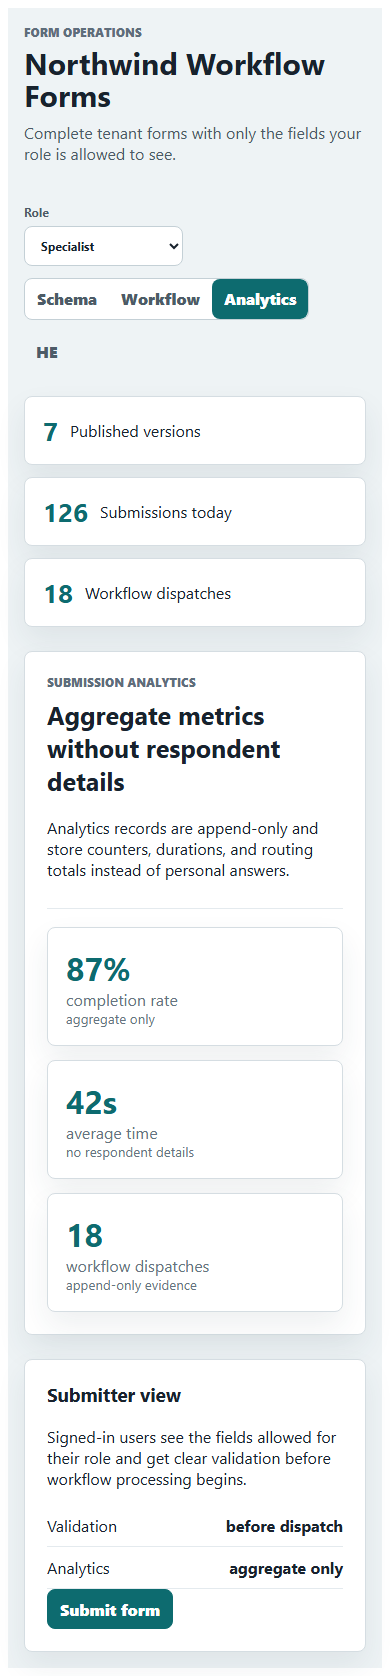 FORM OPERATIONS
Northwind Workflow
Forms
Complete tenant forms with only the fields your
role is allowed to see.
Role
Specialist
Schema Workflow Analytics
HE
7 Published versions
126 Submissions today
18 Workflow dispatches
SUBMISSION ANALYTICS
Aggregate metrics
without respondent
details
Analytics records are append-only and
store counters, durations, and routing
totals instead of personal answers.
87%
completion rate
aggregate only
42s
average time
no respondent details
18
workflow dispatches
append-only evidence
Submitter view
Signed-in users see the fields allowed for
their role and get clear validation before
workflow processing begins.
Validation before dispatch
Analytics aggregate only
Submit form